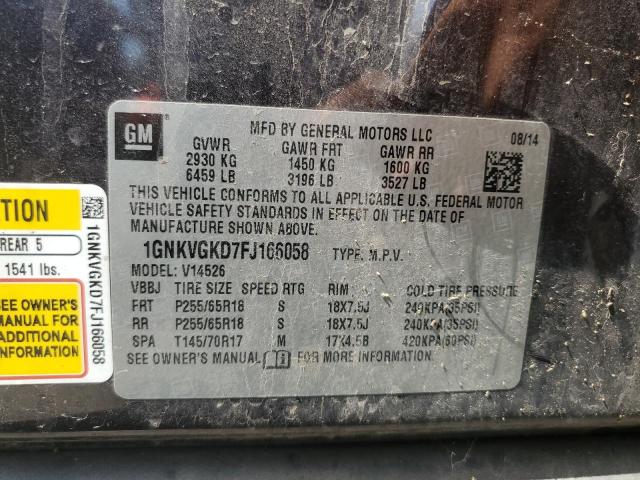 GM ®
MFD BY GENERAL MOTORS LLC
08/14
GVWR GAWR FRT GAWR RR
2930 KG 1450 KG 1600 KG
6459 LB 3196 LB 3527 LB
THIS VEHICLE CONFORMS TO ALL APPLICABLE U.S. FEDERAL MOTOR
VEHICLE SAFETY STANDARDS IN EFFECT ON THE DATE OF
MANUFACTURE SHOWN ABOVE.
1GNKVGKD7FJ166058 TYPE: M.P.V.
MODEL: V14526
VBBJ TIRE SIZE SPEED RTG RIM COLD TIRE PRESSURE
FRT P255/65R18 S 18X7.5J 240KPA(35PSI)
RR P255/65R18 S 18X7.5J 240KPA(35PSI)
SPA T145/70R17 M 17X4.5B 420KPA(60PSI)
SEE OWNER'S MANUAL FOR MORE INFORMATION
TION
REAR 5
1541 lbs.
SEE OWNER'S
MANUAL FOR
ADDITIONAL
NFORMATION
1GNKVGKD7FJ166058